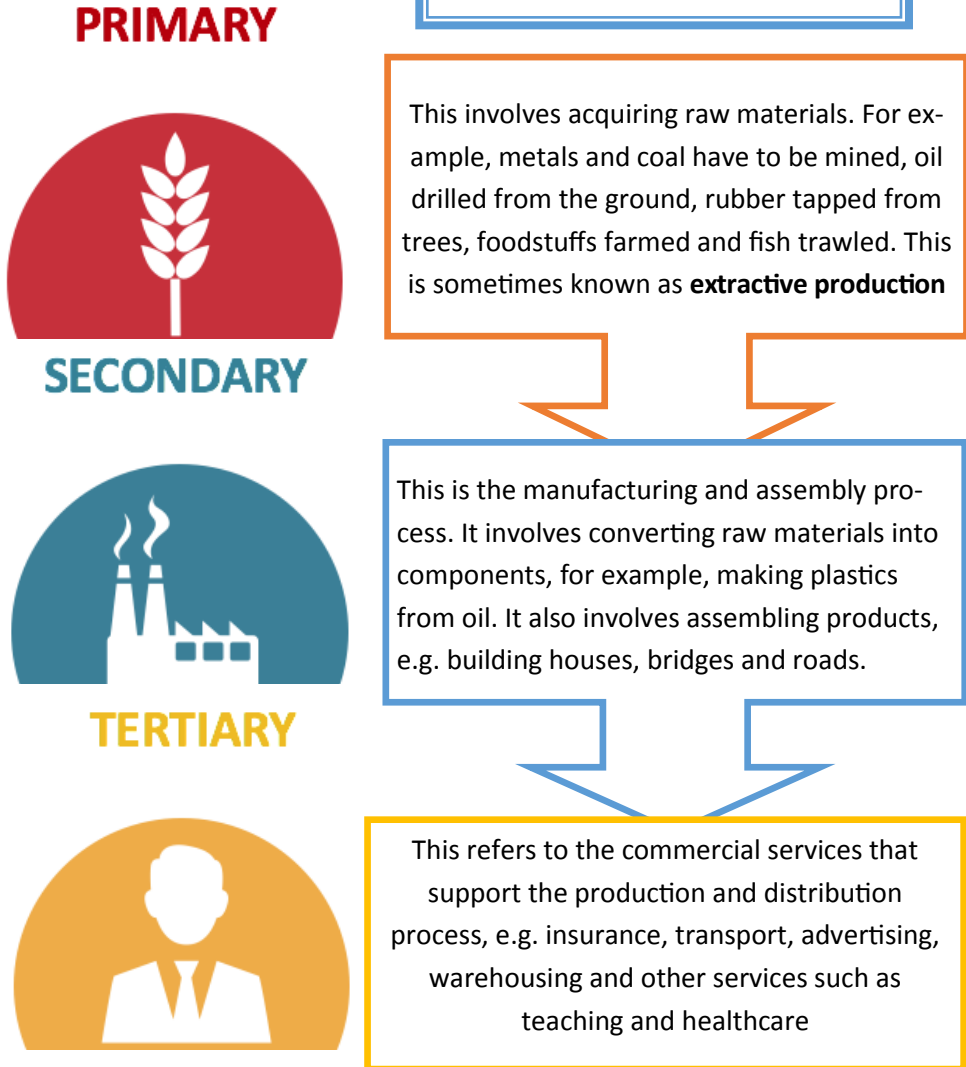 PRIMARY
This involves acquiring raw materials. For ex-
ample, metals and coal have to be mined, oil
drilled from the ground, rubber tapped from
trees, foodstuffs farmed and fish trawled. This
is sometimes known as extractive production
SECONDARY
This is the manufacturing and assembly pro-
cess. It involves converting raw materials into
components, for example, making plastics
from oil. It also involves assembling products,
e.g. building houses, bridges and roads.
TERTIARY
This refers to the commercial services that
support the production and distribution
process, e.g. insurance, transport, advertising,
warehousing and other services such as
teaching and healthcare